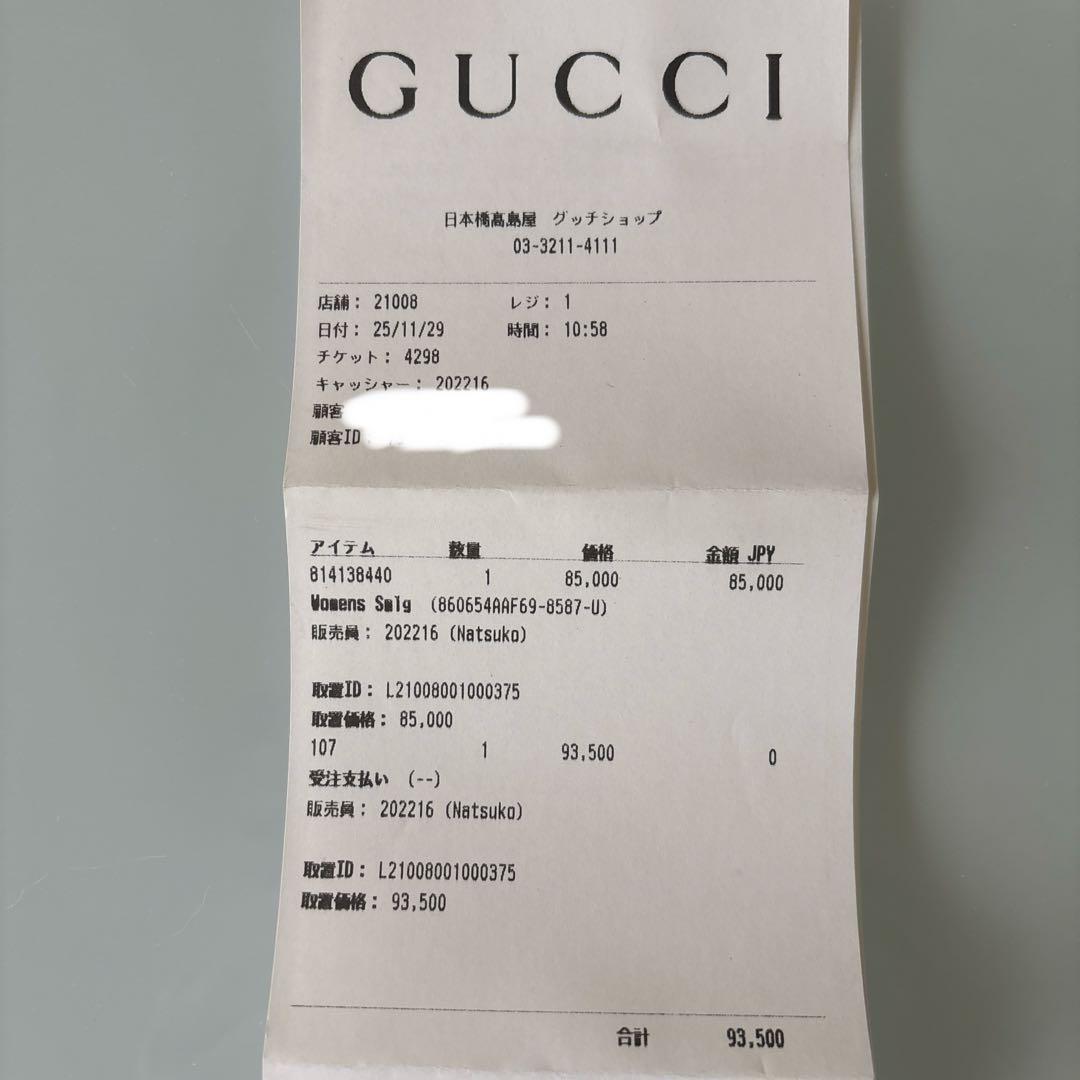 GUCCI
日本橋高島屋 グッチショップ
03-3211-4111
店舗: 21008 レジ: 1
日付: 25/11/29 時間: 10:58
チケット: 4298
キャッシャー: 202216
顧客
顧客ID
アイテム 数量 価格 金額 JPY
814138440 1 85,000 85,000
Womens Smlg (860654AAF69-8587-U)
販売員: 202216 (Natsuko)
取置ID: L21008001000375
取置価格: 85,000
107 1 93,500 0
受注支払い (--)
販売員: 202216 (Natsuko)
取置ID: L21008001000375
取置価格: 93,500
合計 93,500